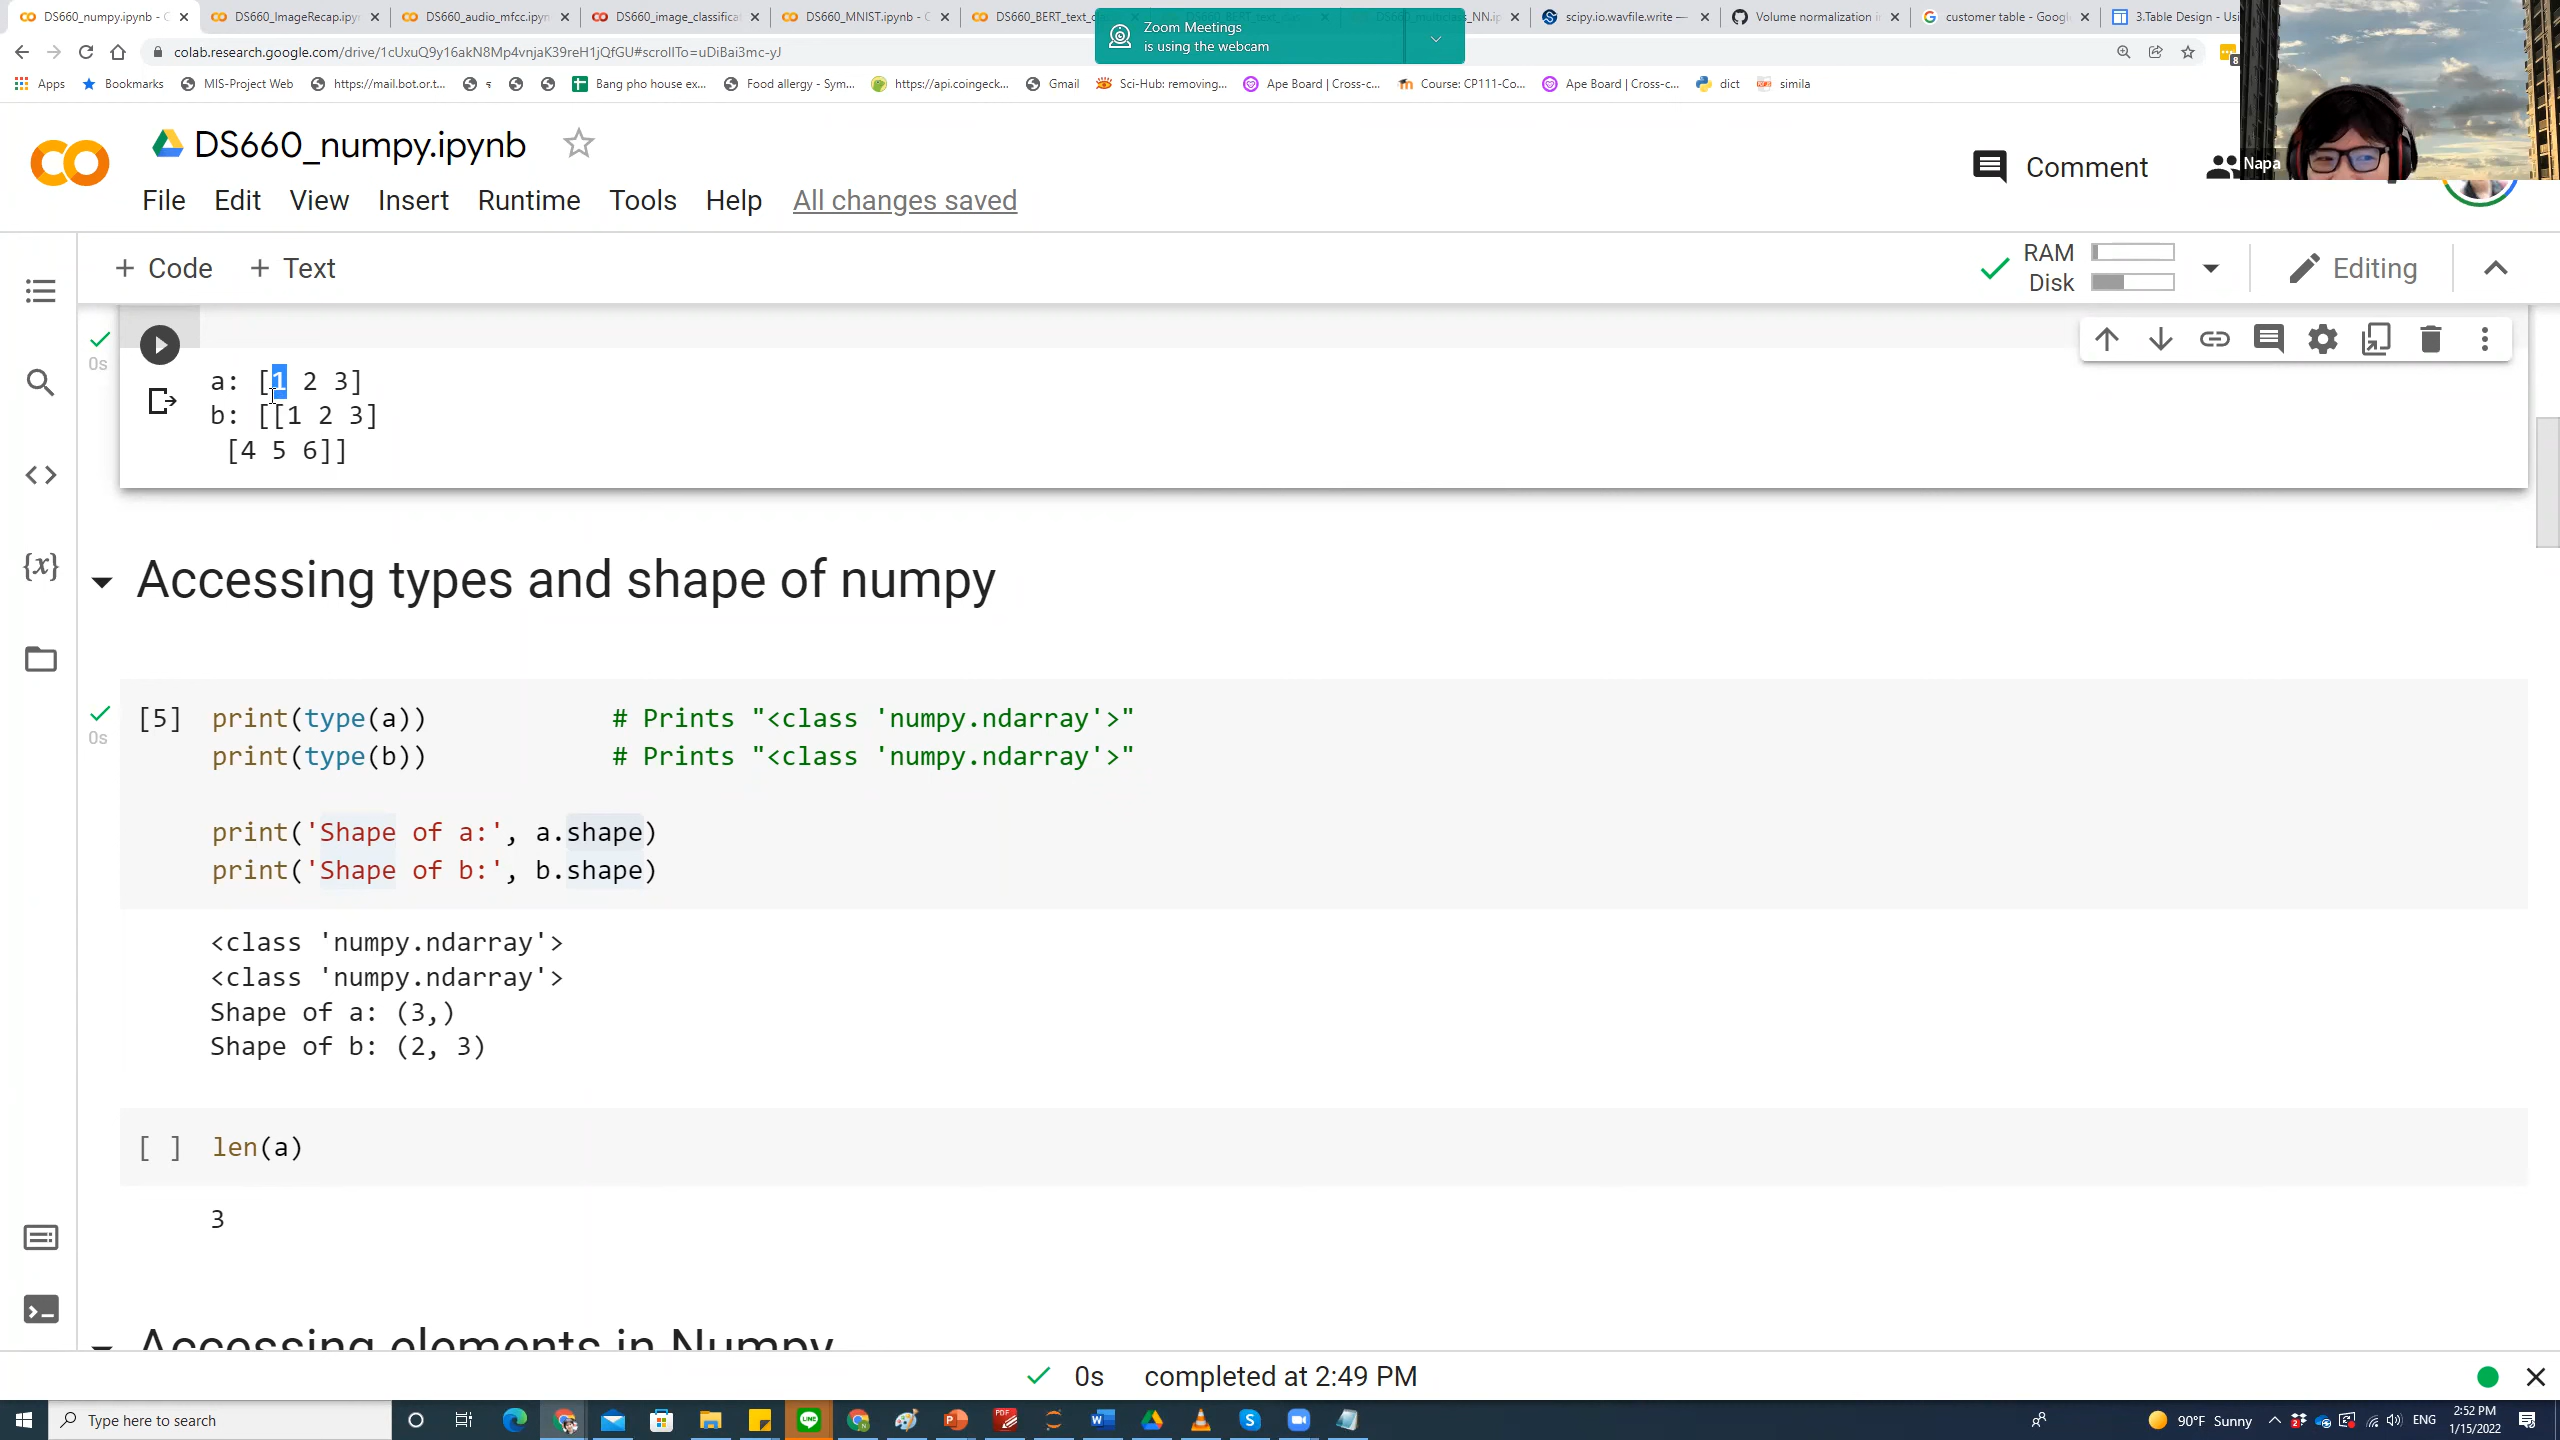 DS660_numpy.ipynb - C
DS660_ImageRecap.ipyn
DS660_audio_mfcc.ipyn
DS660_image_classifica
DS660_MNIST.ipynb - C
DS660_BERT_text_c
scipy.io.wavfile.write —
Volume normalization i
customer table - Googl
3.Table Design - Usi
Zoom Meetings
is using the webcam
colab.research.google.com/drive/1cUxuQ9y16akN8Mp4vnjaK39reH1jQfGU#scrollTo=uDiBai3mc-yJ
8
Apps
Bookmarks
MIS-Project Web
https://mail.bot.or.t...
Bang pho house ex...
Food allergy - Sym...
https://api.coingeck...
Gmail
Sci-Hub: removing...
Ape Board | Cross-c...
Course: CP111-Co...
Ape Board | Cross-c...
dict
simila
DS660_numpy.ipynb
Comment
Napa
File Edit View Insert Runtime Tools Help All changes saved
+ Code + Text
RAM
Disk
Editing
0s
a: [1 2 3]
b: [[1 2 3]
[4 5 6]]
Accessing types and shape of numpy
0s
[5] print(type(a)) # Prints "<class 'numpy.ndarray'>"
print(type(b)) # Prints "<class 'numpy.ndarray'>"
print('Shape of a:', a.shape)
print('Shape of b:', b.shape)
<class 'numpy.ndarray'>
<class 'numpy.ndarray'>
Shape of a: (3,)
Shape of b: (2, 3)
[ ] len(a)
3
Accessing elements in Numpy
0s completed at 2:49 PM
Type here to search
90°F Sunny
ENG
2:52 PM
1/15/2022